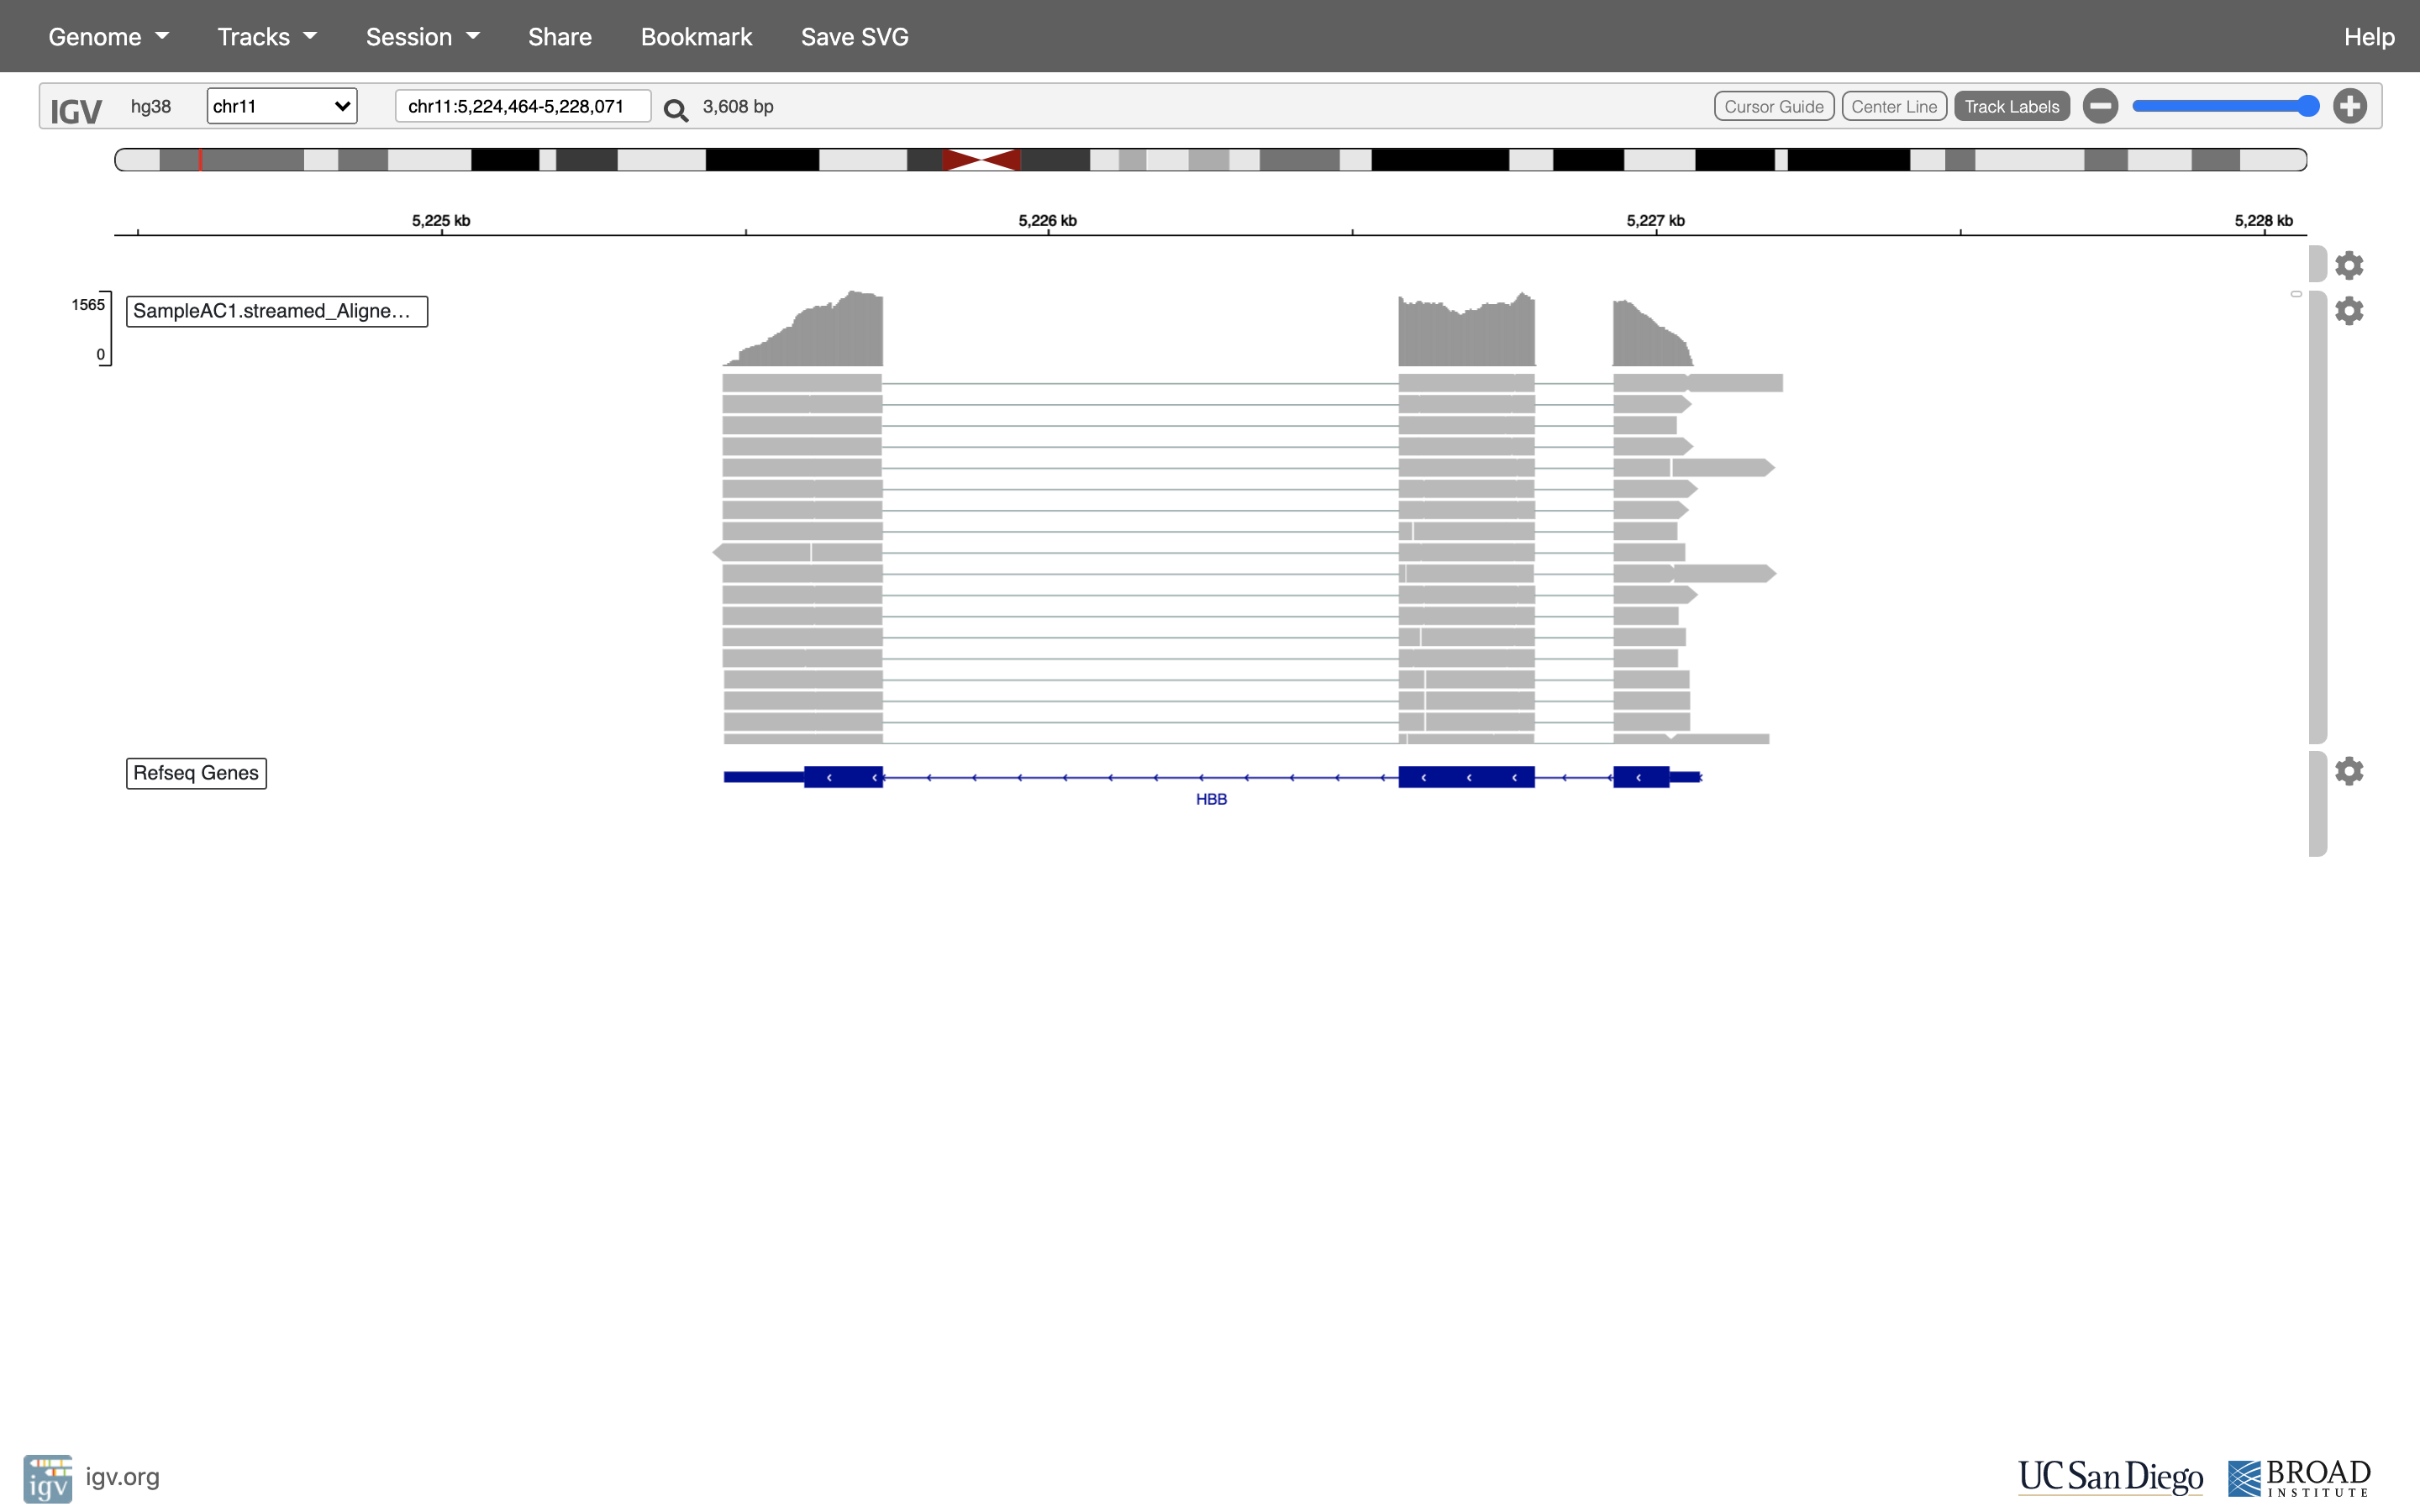 Genome Tracks Session Share Bookmark Save SVG Help
IGV hg38 chr11 chr11:5,224,464-5,228,071 3,608 bp Cursor Guide Center Line Track Labels
5,225 kb 5,226 kb 5,227 kb 5,228 kb
1565 SampleAC1.streamed_Aligne...
0
Refseq Genes
HBB
igv igv.org UC San Diego BROAD
INSTITUTE